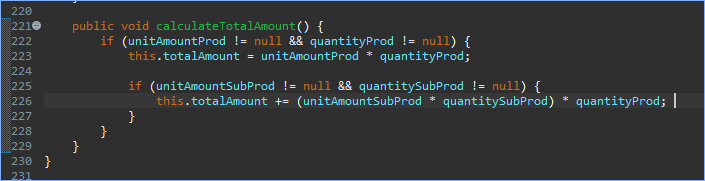 220
221 public void calculateTotalAmount() {
222 if (unitAmountProd != null && quantityProd != null) {
223 this.totalAmount = unitAmountProd * quantityProd;
224
225 if (unitAmountSubProd != null && quantitySubProd != null) {
226 this.totalAmount += (unitAmountSubProd * quantitySubProd) * quantityProd;
227 }
228 }
229 }
230 }
231